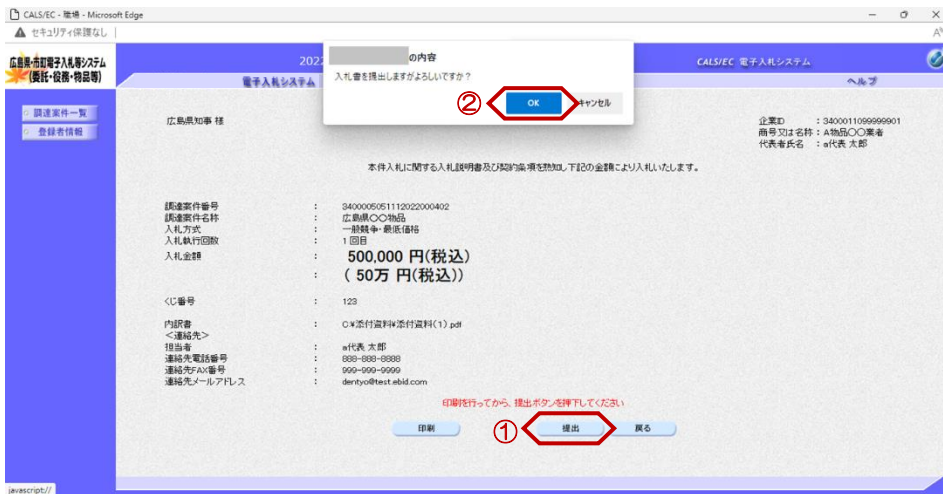 CALS/EC - 職場 - Microsoft Edge
セキュリティ保護なし
広島県・市町電子入札等システム
(委託・役務・物品等)
2022
CALS/EC 電子入札システム
電子入札システム
ヘルプ
の内容
入札書を提出しますがよろしいですか？
②
OK
キャンセル
調達案件一覧
登録者情報
広島県知事 様
企業ID : 3400011099999901
商号又は名称 : A物品○○業者
代表者氏名 : a代表 太郎
本件入札に関する入札説明書及び契約条項を熟知し、下記の金額により入札いたします。
調達案件番号 : 3400005051112022000402
調達案件名称 : 広島県○○物品
入札方式 : 一般競争・最低価格
入札執行回数 : 1回目
入札金額 : 500,000 円(税込)
: ( 50万 円(税込))
くじ番号 : 123
内訳書 : C:¥添付資料¥添付資料(1).pdf
＜連絡先＞
担当者 : a代表 太郎
連絡先電話番号 : 888-888-8888
連絡先FAX番号 : 999-999-9999
連絡先メールアドレス : dentyo@test.ebid.com
印刷を行ってから、提出ボタンを押下してください
印刷
①
提出
戻る
javascript://